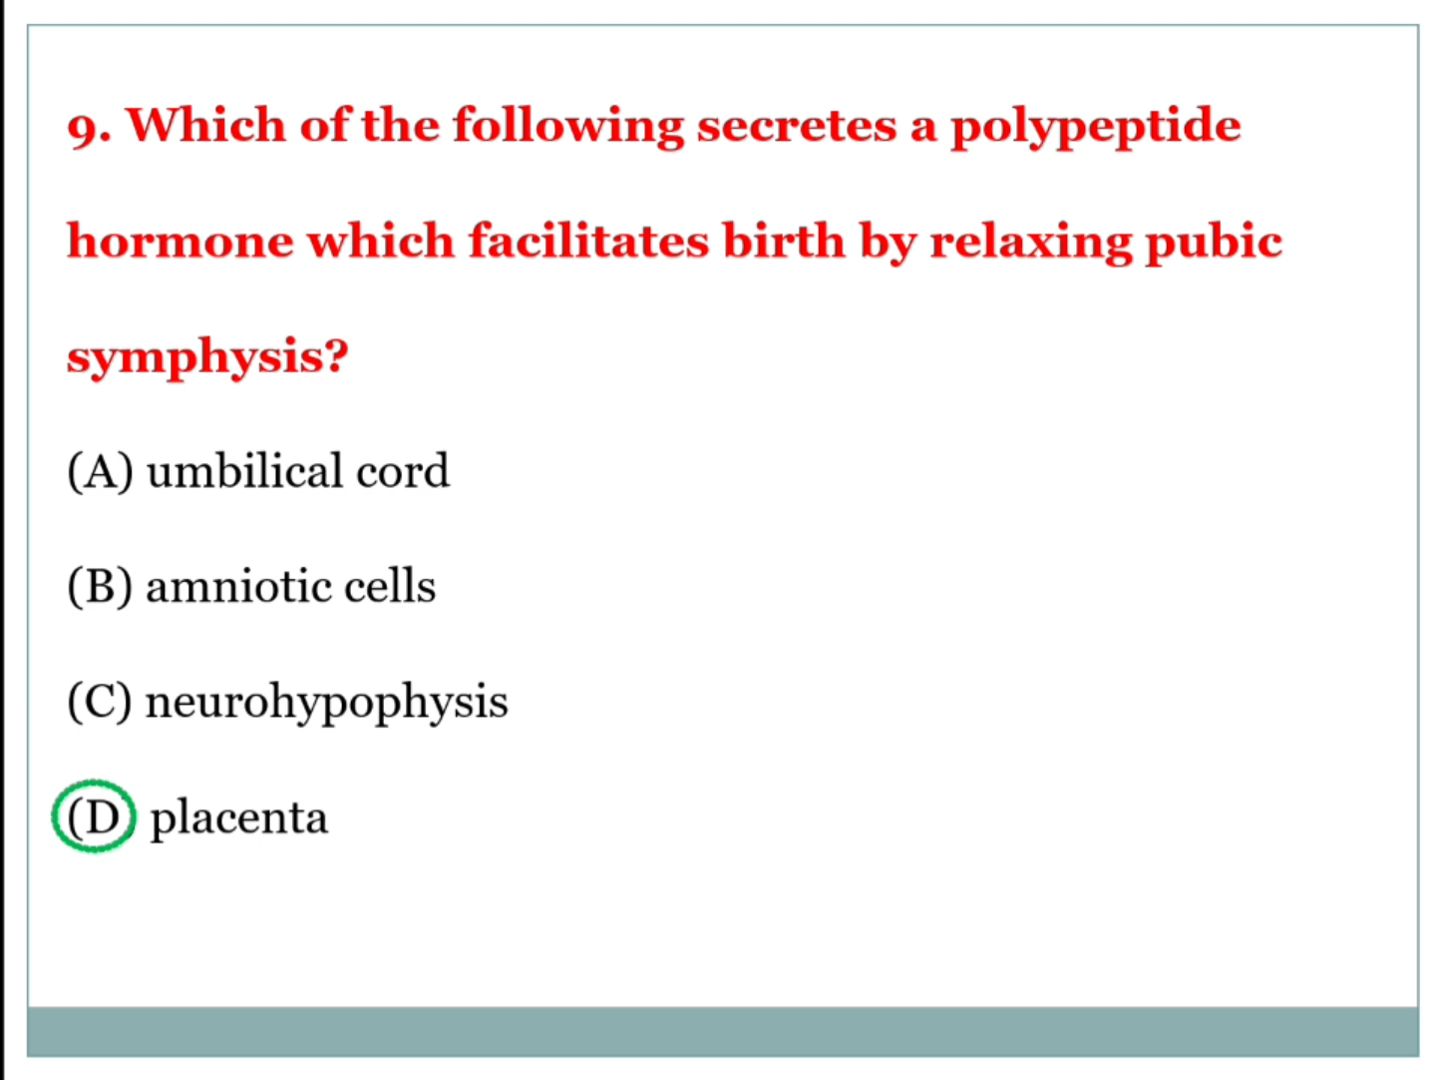 9. Which of the following secretes a polypeptide
hormone which facilitates birth by relaxing pubic
symphysis?
(A) umbilical cord
(B) amniotic cells
(C) neurohypophysis
(D) placenta